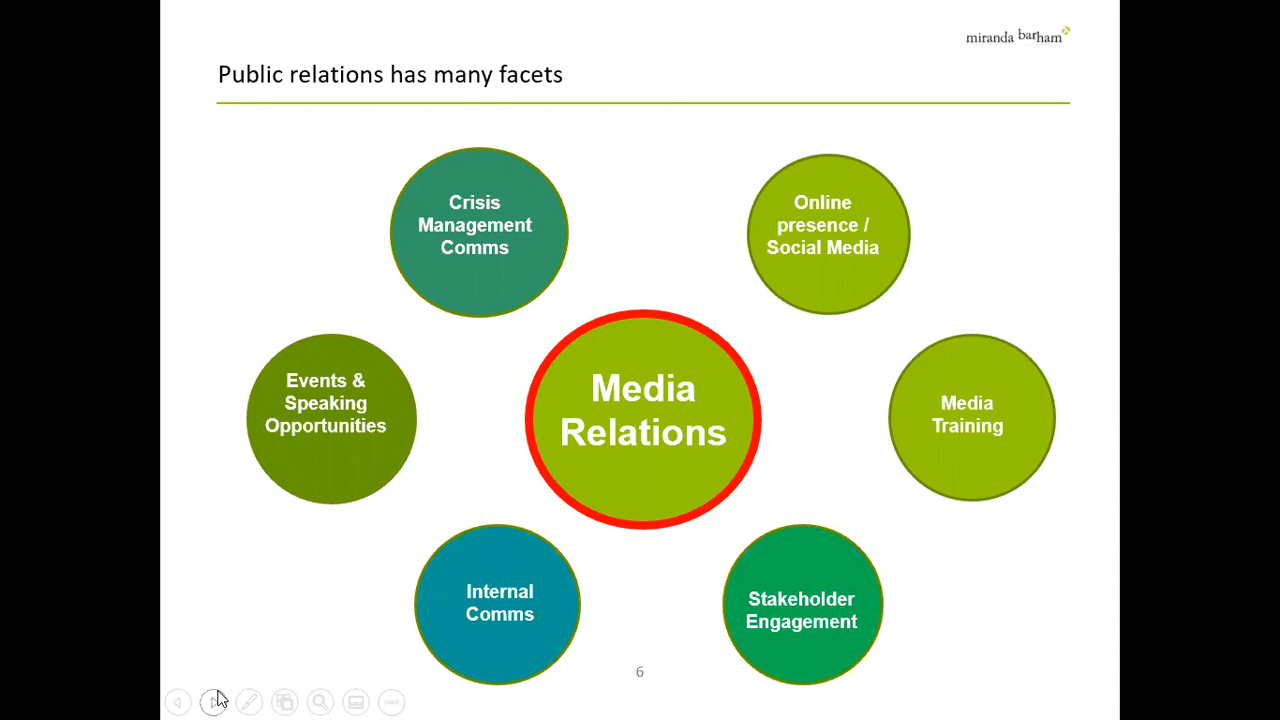 miranda barham
Public relations has many facets
Crisis
Management
Comms
Online
presence /
Social Media
Events &
Speaking
Opportunities
Media
Relations
Media
Training
Internal
Comms
Stakeholder
Engagement
6